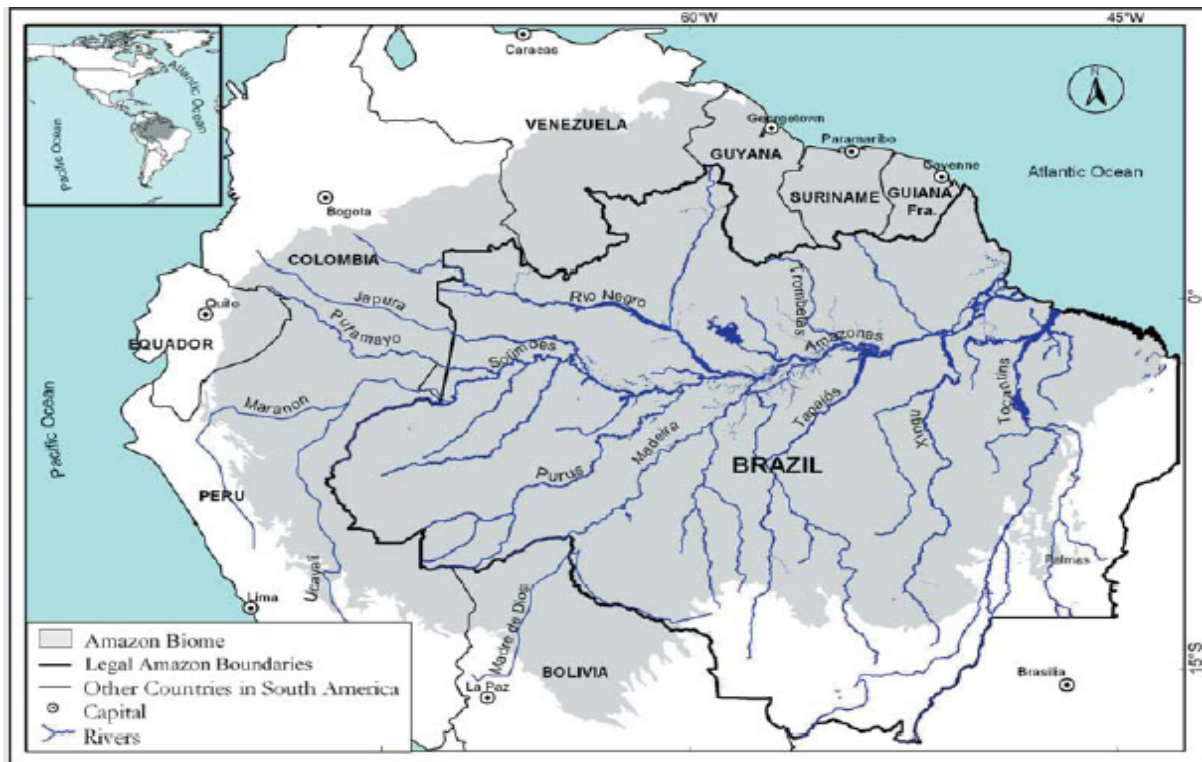 60°W
45°W
Caracas
Atlantic Ocean
Pacific Ocean
N
VENEZUELA
Georgetown
GUYANA
Paramaribo
Cayenne
Atlantic Ocean
SURINAME
GUIANA
Fra.
Bogota
COLOMBIA
Japura
Rio Negro
Trombetas
0°
Quito
Putamayo
EQUADOR
Solimoes
Amazonas
Maranon
Tapajós
Xingu
Tocantins
Pacific Ocean
Madeira
Purus
BRAZIL
PERU
Ucayali
Palmas
Lima
Madre de Dios
BOLIVIA
La Paz
Brasilia
15°S
Amazon Biome
Legal Amazon Boundaries
Other Countries in South America
Capital
Rivers